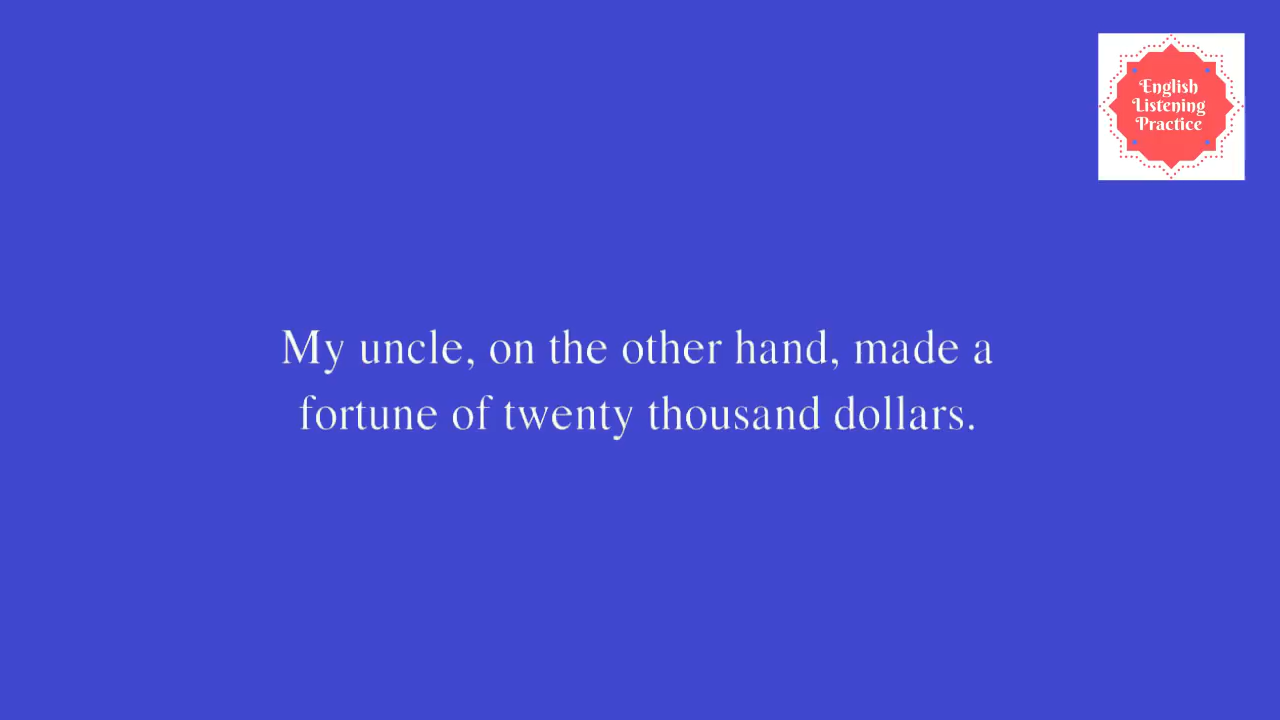 English
Listening
Practice
My uncle, on the other hand, made a
fortune of twenty thousand dollars.